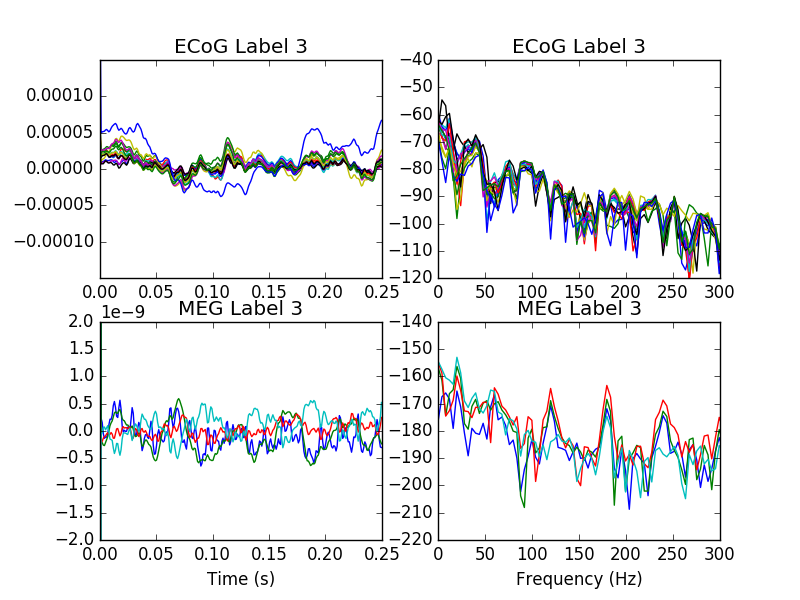 ECoG Label 3
0.00010
0.00005
0.00000
−0.00005
−0.00010
0.00 0.05 0.10 0.15 0.20 0.25
ECoG Label 3
−40
−50
−60
−70
−80
−90
−100
−110
−120
0 50 100 150 200 250 300
MEG Label 3
1e−9
2.0
1.5
1.0
0.5
0.0
−0.5
−1.0
−1.5
−2.0
0.00 0.05 0.10 0.15 0.20 0.25
Time (s)
MEG Label 3
−140
−150
−160
−170
−180
−190
−200
−210
−220
0 50 100 150 200 250 300
Frequency (Hz)